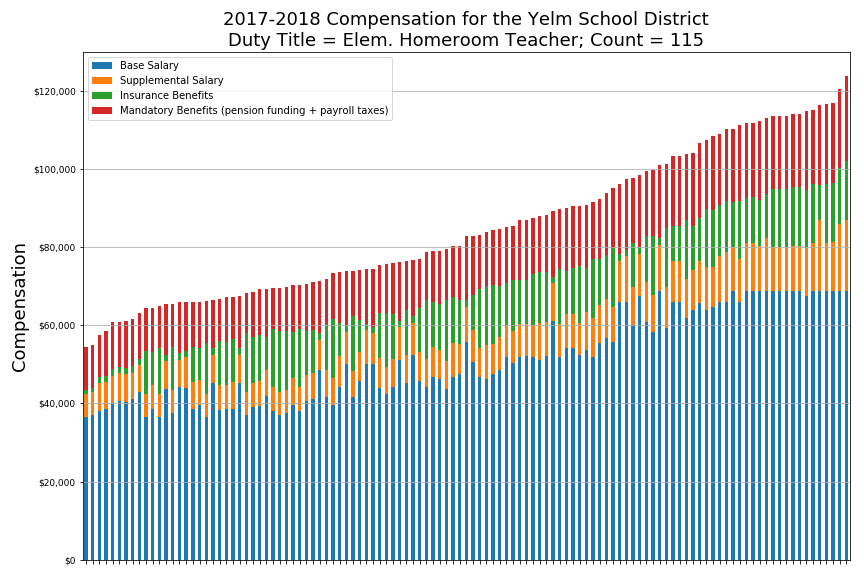 2017-2018 Compensation for the Yelm School District
Duty Title = Elem. Homeroom Teacher; Count = 115
Base Salary
Supplemental Salary
Insurance Benefits
Mandatory Benefits (pension funding + payroll taxes)
Compensation
$120,000
$100,000
$80,000
$60,000
$40,000
$20,000
$0